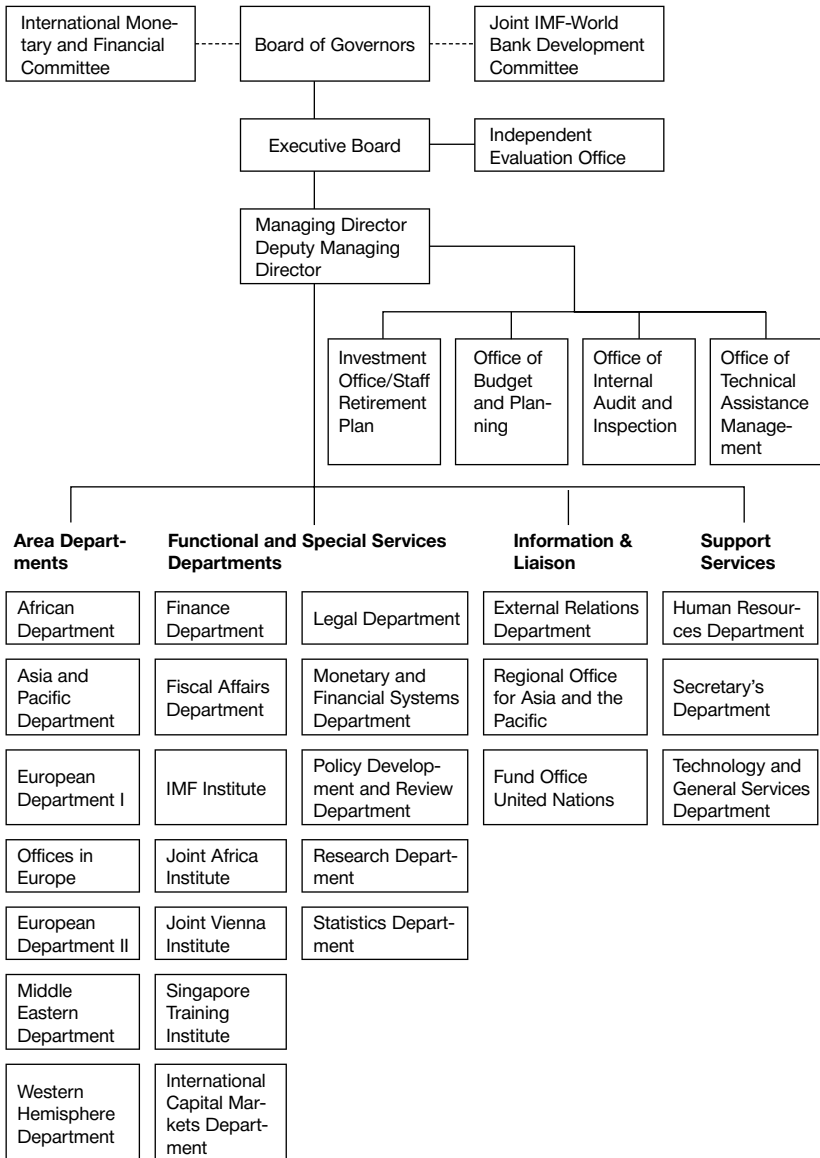 International Mone-
tary and Financial
Committee
Board of Governors
Joint IMF-World
Bank Development
Committee
Executive Board
Independent
Evaluation Office
Managing Director
Deputy Managing
Director
Investment
Office/Staff
Retirement
Plan
Office of
Budget
and Plan-
ning
Office of
Internal
Audit and
Inspection
Office of
Technical
Assistance
Manage-
ment
Area Depart-
ments
African
Department
Asia and
Pacific
Department
European
Department I
Offices in
Europe
European
Department II
Middle
Eastern
Department
Western
Hemisphere
Department
Functional and Special Services
Departments
Finance
Department
Fiscal Affairs
Department
IMF Institute
Joint Africa
Institute
Joint Vienna
Institute
Singapore
Training
Institute
International
Capital Mar-
kets Depart-
ment
Legal Department
Monetary and
Financial Systems
Department
Policy Develop-
ment and Review
Department
Research Depart-
ment
Statistics Depart-
ment
Information &
Liaison
External Relations
Department
Regional Office
for Asia and the
Pacific
Fund Office
United Nations
Support
Services
Human Resour-
ces Department
Secretary's
Department
Technology and
General Services
Department